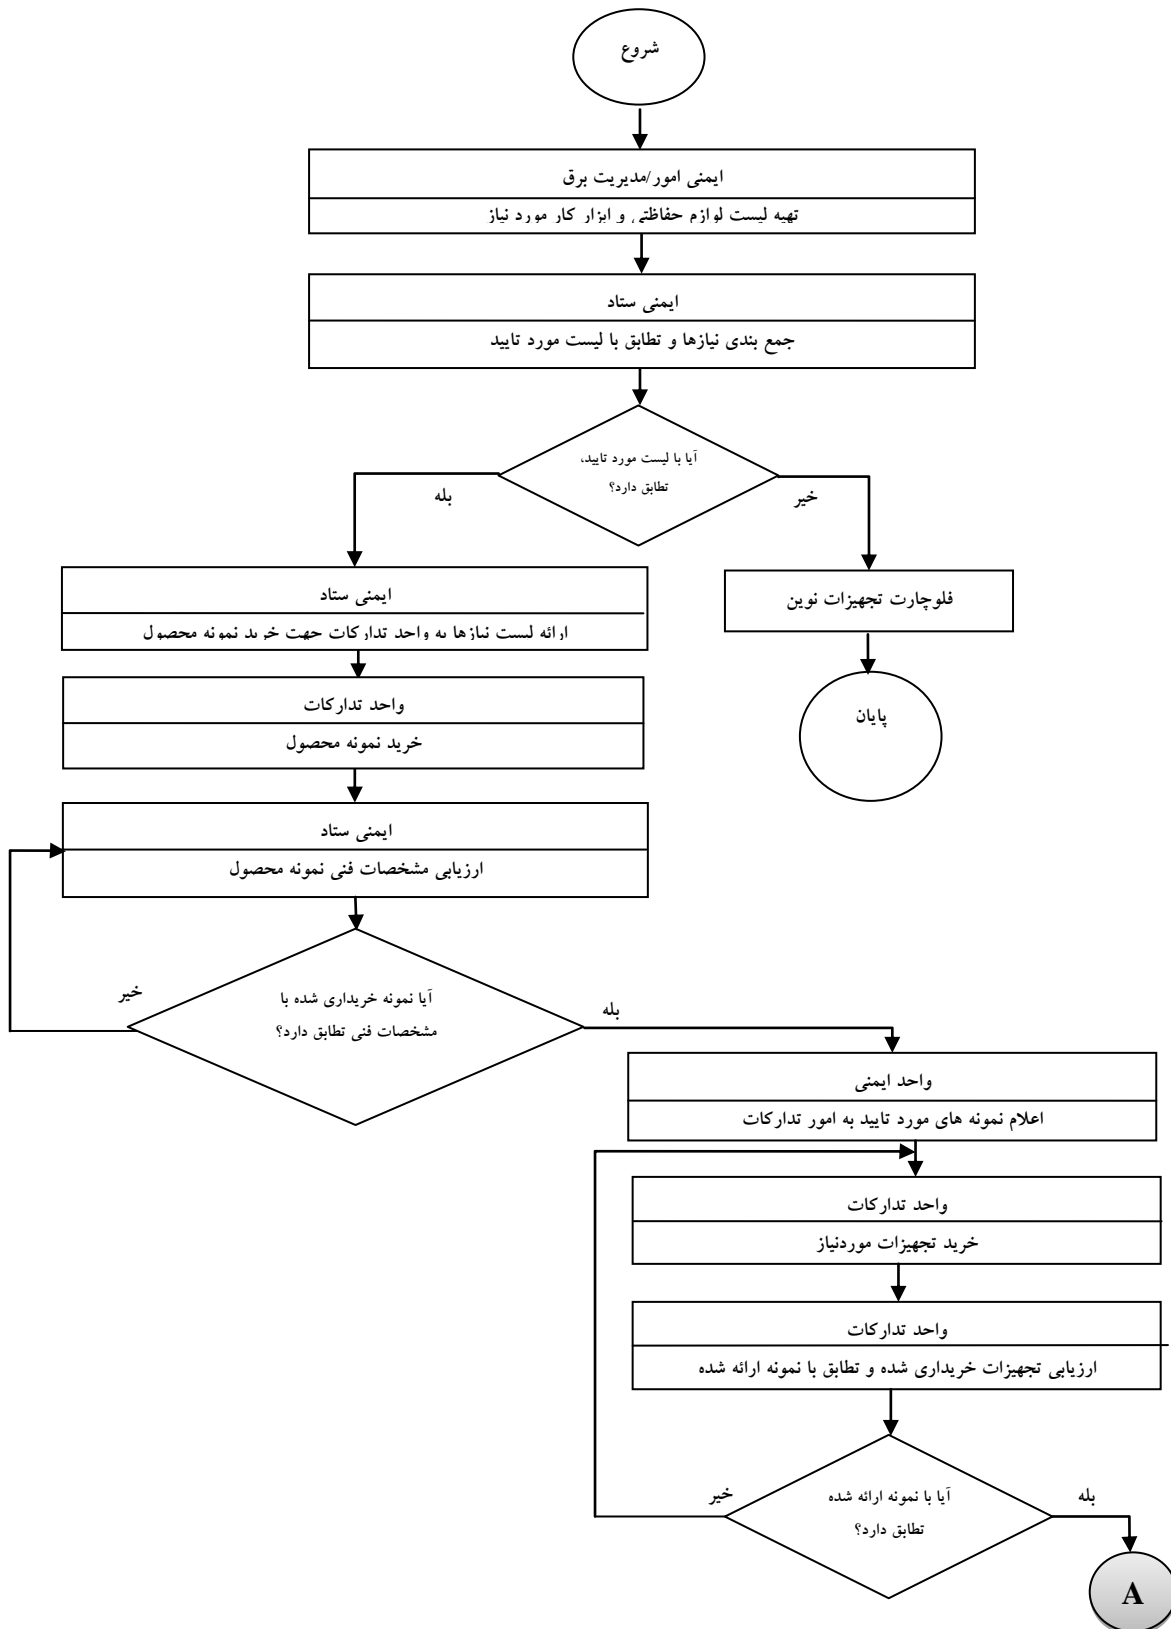 شروع
ایمنی امور/مدیریت برق
تهیه لیست لوازم حفاظتی و ابزار کار مورد نیاز
ایمنی ستاد
جمع بندی نیازها و تطابق با لیست مورد تایید
آیا با لیست مورد تایید،
تطابق دارد؟
خیر
بله
فلوچارت تجهیزات نوین
پایان
ایمنی ستاد
ارائه لیست نیازها به واحد تدارکات جهت خرید نمونه محصول
واحد تدارکات
خرید نمونه محصول
ایمنی ستاد
ارزیابی مشخصات فنی نمونه محصول
آیا نمونه خریداری شده با
مشخصات فنی تطابق دارد؟
خیر
بله
واحد ایمنی
اعلام نمونه های مورد تایید به امور تدارکات
واحد تدارکات
خرید تجهیزات موردنیاز
واحد تدارکات
ارزیابی تجهیزات خریداری شده و تطابق با نمونه ارائه شده
آیا با نمونه ارائه شده
تطابق دارد؟
بله
خیر
A